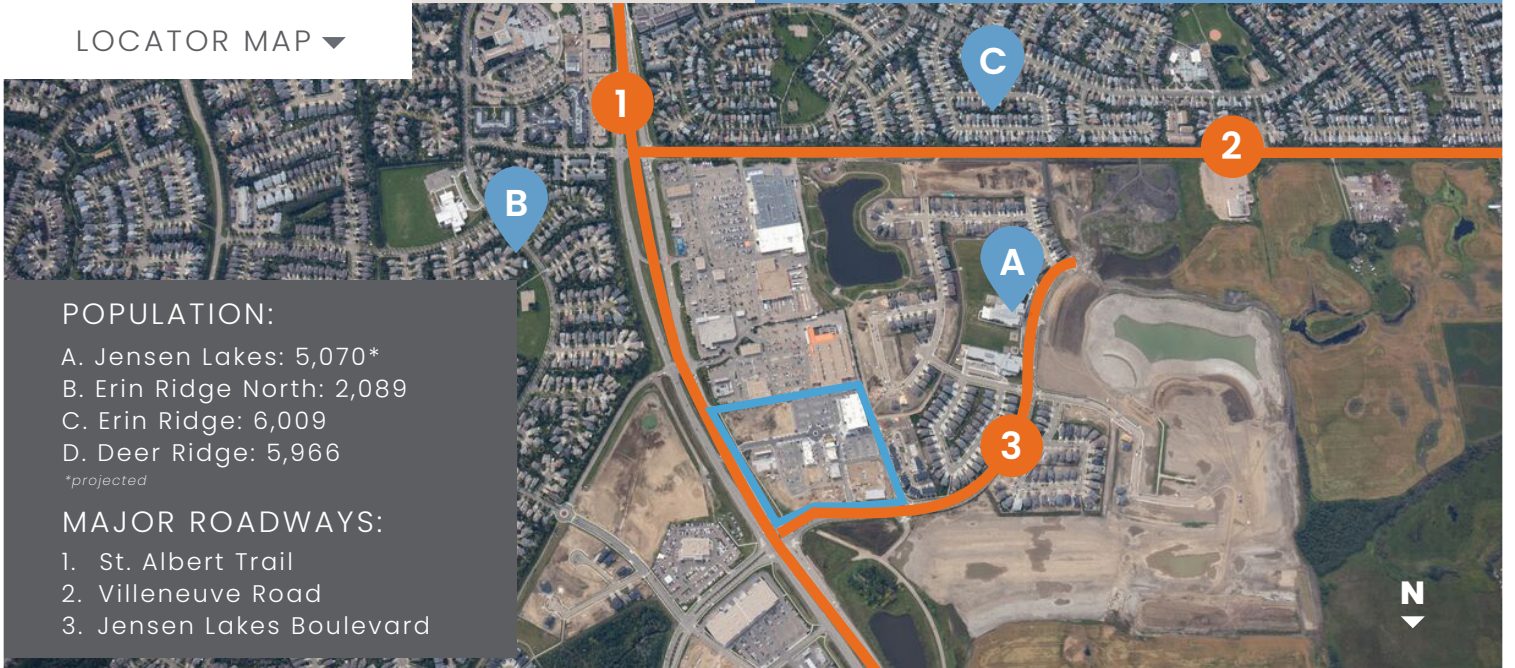 LOCATOR MAP
C
1
2
B
A
POPULATION:
A. Jensen Lakes: 5,070*
B. Erin Ridge North: 2,089
C. Erin Ridge: 6,009
D. Deer Ridge: 5,966
*projected
3
MAJOR ROADWAYS:
1. St. Albert Trail
2. Villeneuve Road
3. Jensen Lakes Boulevard
N